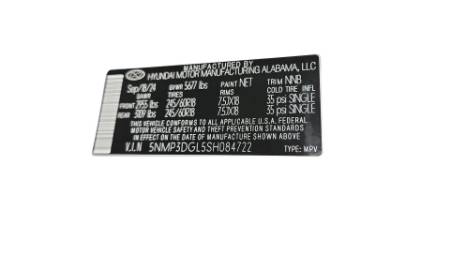 MANUFACTURED BY
HYUNDAI MOTOR MANUFACTURING ALABAMA, LLC
Sep/18/24 GVWR 5677 lbs PAINT NET TRIM NNB
GAWR TIRES RIMS COLD TIRE INFL
FRONT 2955 lbs 245/60R18 7.5JX18 35 psi SINGLE
REAR 3109 lbs 245/60R18 7.5JX18 35 psi SINGLE
THIS VEHICLE CONFORMS TO ALL APPLICABLE U.S.A. FEDERAL
MOTOR VEHICLE SAFETY AND THEFT PREVENTION STANDARDS
IN EFFECT ON THE DATE OF MANUFACTURE SHOWN ABOVE
V.I.N 5NMP3DGL5SH084722 TYPE: MPV